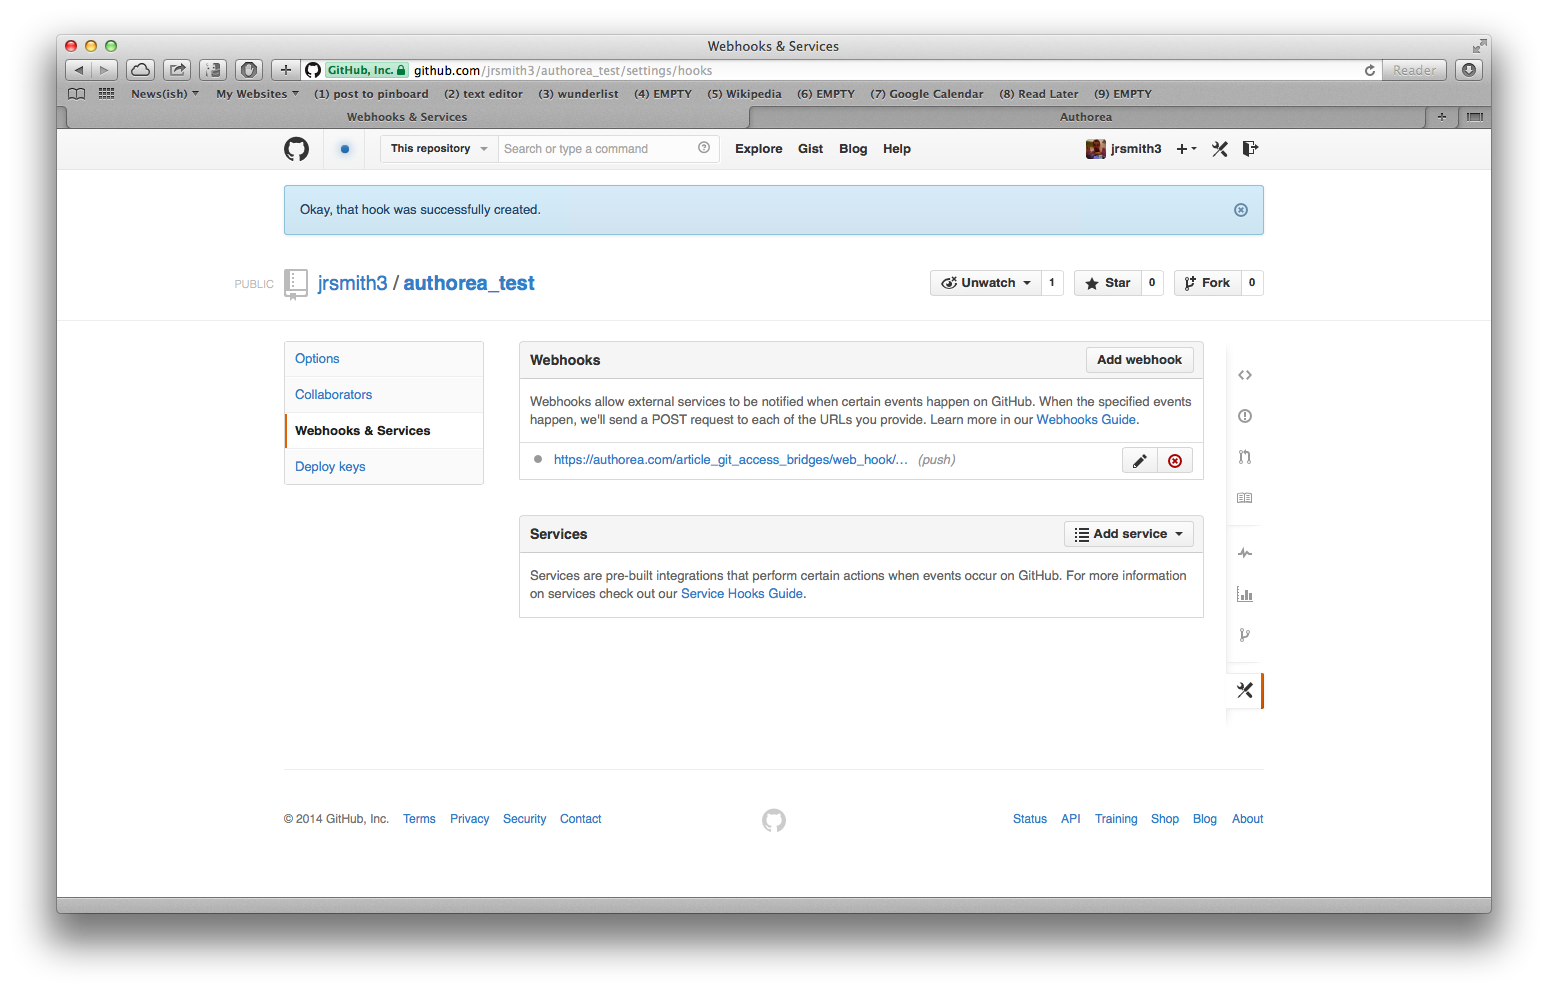 Webhooks & Services
GitHub, Inc. github.com/jrsmith3/authorea_test/settings/hooks Reader
News(ish) My Websites (1) post to pinboard (2) text editor (3) wunderlist (4) EMPTY (5) Wikipedia (6) EMPTY (7) Google Calendar (8) Read Later (9) EMPTY
Webhooks & Services Authorea
This repository Search or type a command Explore Gist Blog Help jrsmith3
Okay, that hook was successfully created.
PUBLIC jrsmith3 / authorea_test Unwatch 1 Star 0 Fork 0
Options
Collaborators
Webhooks & Services
Deploy keys
Webhooks Add webhook
Webhooks allow external services to be notified when certain events happen on GitHub. When the specified events
happen, we'll send a POST request to each of the URLs you provide. Learn more in our Webhooks Guide.
https://authorea.com/article_git_access_bridges/web_hook/… (push)
Services Add service
Services are pre-built integrations that perform certain actions when events occur on GitHub. For more information
on services check out our Service Hooks Guide.
© 2014 GitHub, Inc. Terms Privacy Security Contact Status API Training Shop Blog About